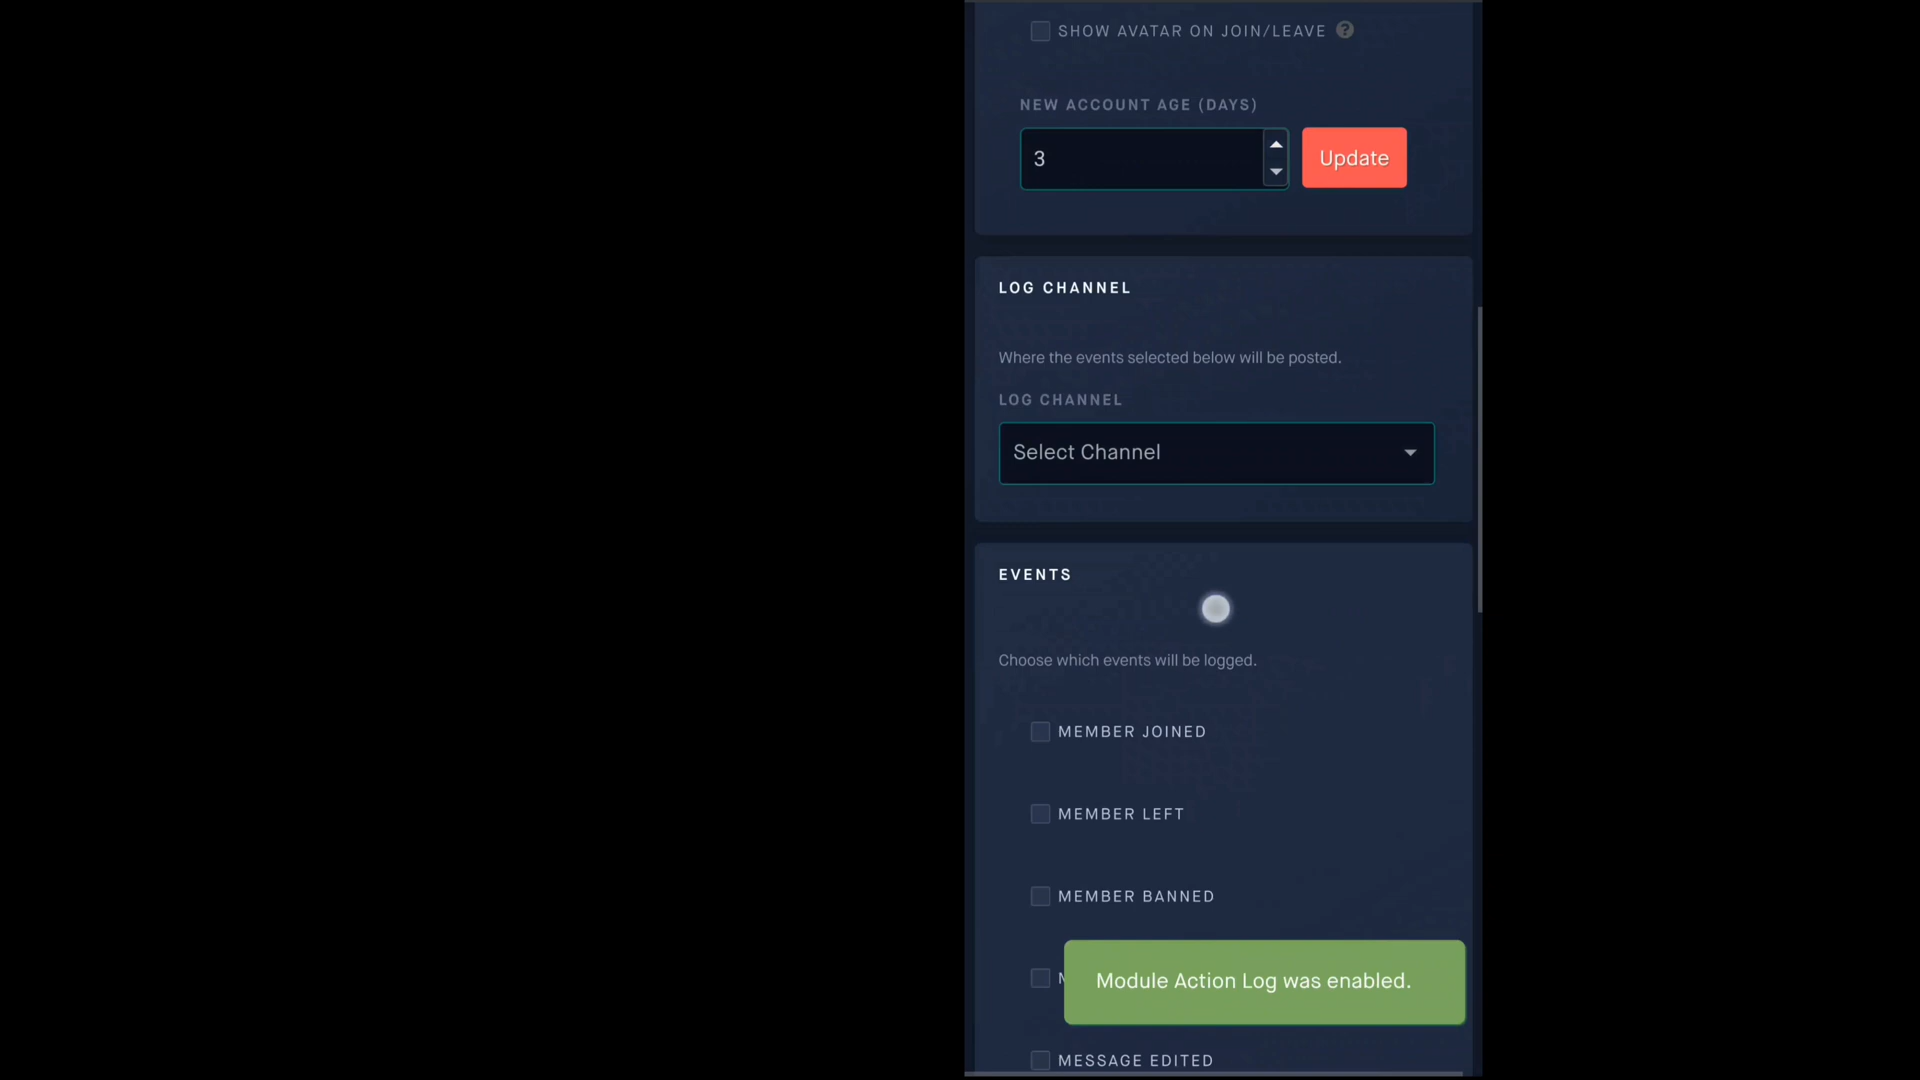 SHOW AVATAR ON JOIN/LEAVE ?
NEW ACCOUNT AGE (DAYS)
3
Update
LOG CHANNEL
Where the events selected below will be posted.
LOG CHANNEL
Select Channel
EVENTS
Choose which events will be logged.
MEMBER JOINED
MEMBER LEFT
MEMBER BANNED
Module Action Log was enabled.
MESSAGE EDITED